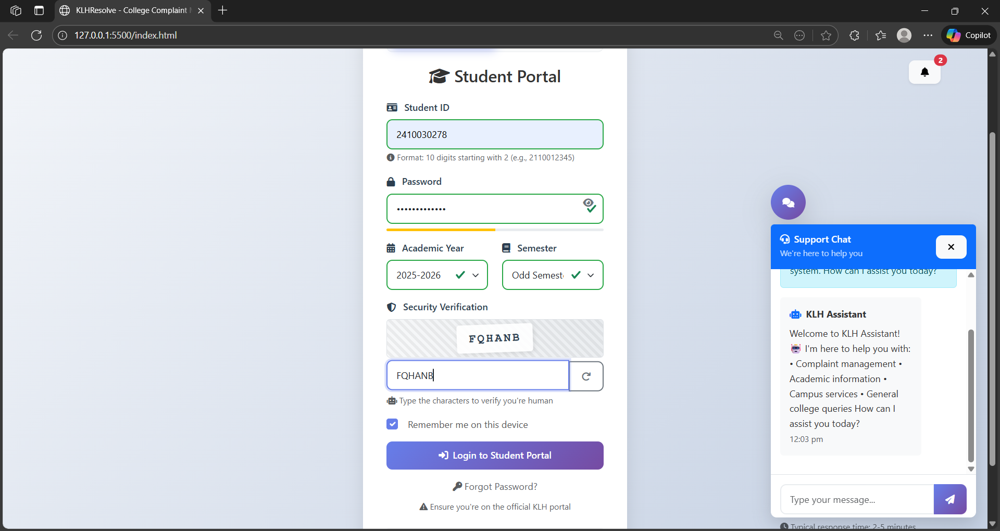 KLHResolve - College Complaint
127.0.0.1:5500/index.html
Copilot
2
Student Portal
Student ID
2410030278
Format: 10 digits starting with 2 (e.g., 2110012345)
Password
•••••••••••••
Academic Year
Semester
2025-2026
Odd Semest
Security Verification
FQHANB
FQHANB
Type the characters to verify you're human
Remember me on this device
Login to Student Portal
Forgot Password?
Ensure you're on the official KLH portal
Support Chat
We're here to help you
system. How can I assist you today?
KLH Assistant
Welcome to KLH Assistant!
I'm here to help you with:
• Complaint management •
Academic information •
Campus services • General
college queries How can I
assist you today?
12:03 pm
Type your message...
Typical response time: 2-5 minutes